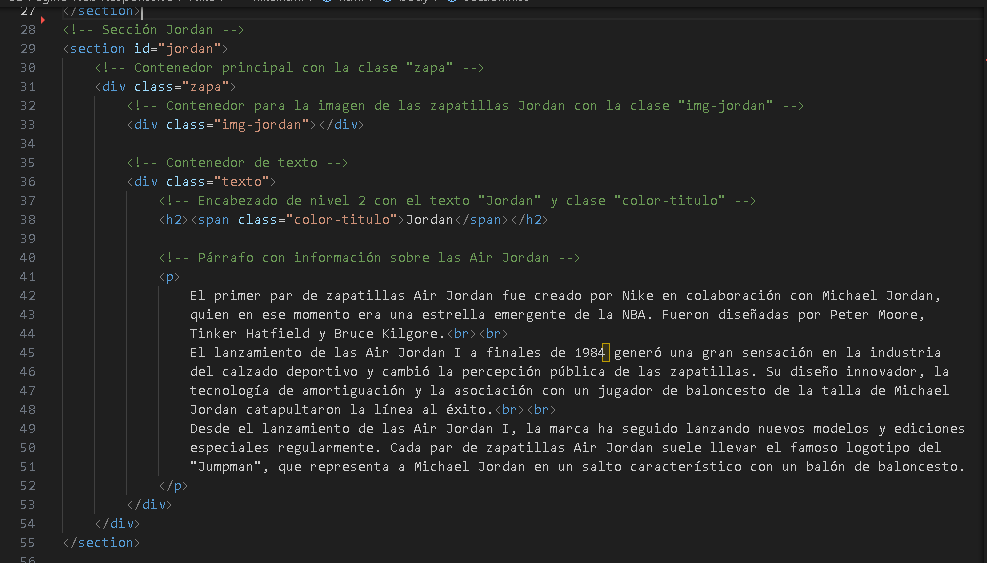 27 </section>
28 <!-- Sección Jordan -->
29 <section id="jordan">
30 <!-- Contenedor principal con la clase "zapa" -->
31 <div class="zapa">
32 <!-- Contenedor para la imagen de las zapatillas Jordan con la clase "img-jordan" -->
33 <div class="img-jordan"></div>
34
35 <!-- Contenedor de texto -->
36 <div class="texto">
37 <!-- Encabezado de nivel 2 con el texto "Jordan" y clase "color-titulo" -->
38 <h2><span class="color-titulo">Jordan</span></h2>
39
40 <!-- Párrafo con información sobre las Air Jordan -->
41 <p>
42 El primer par de zapatillas Air Jordan fue creado por Nike en colaboración con Michael Jordan,
43 quien en ese momento era una estrella emergente de la NBA. Fueron diseñadas por Peter Moore,
44 Tinker Hatfield y Bruce Kilgore.<br><br>
45 El lanzamiento de las Air Jordan I a finales de 1984 generó una gran sensación en la industria
46 del calzado deportivo y cambió la percepción pública de las zapatillas. Su diseño innovador, la
47 tecnología de amortiguación y la asociación con un jugador de baloncesto de la talla de Michael
48 Jordan catapultaron la línea al éxito.<br><br>
49 Desde el lanzamiento de las Air Jordan I, la marca ha seguido lanzando nuevos modelos y ediciones
50 especiales regularmente. Cada par de zapatillas Air Jordan suele llevar el famoso logotipo del
51 "Jumpman", que representa a Michael Jordan en un salto característico con un balón de baloncesto.
52 </p>
53 </div>
54 </div>
55 </section>
56